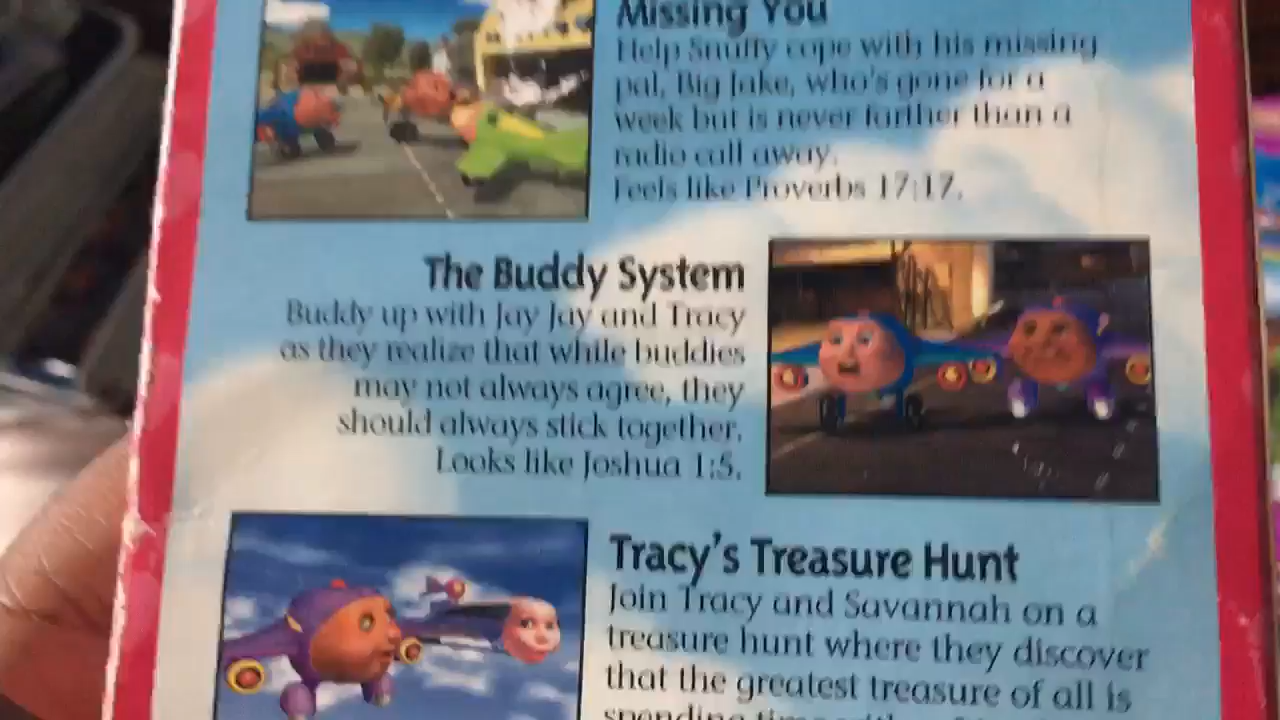 Missing You
Help Snuffy cope with his missing
pal, Big Jake, who's gone for a
week but is never farther than a
radio call away.
Feels like Proverbs 17:17.
The Buddy System
Buddy up with Jay Jay and Tracy
as they realize that while buddies
may not always agree, they
should always stick together.
Looks like Joshua 1:5.
Tracy's Treasure Hunt
Join Tracy and Savannah on a
treasure hunt where they discover
that the greatest treasure of all is
spending time